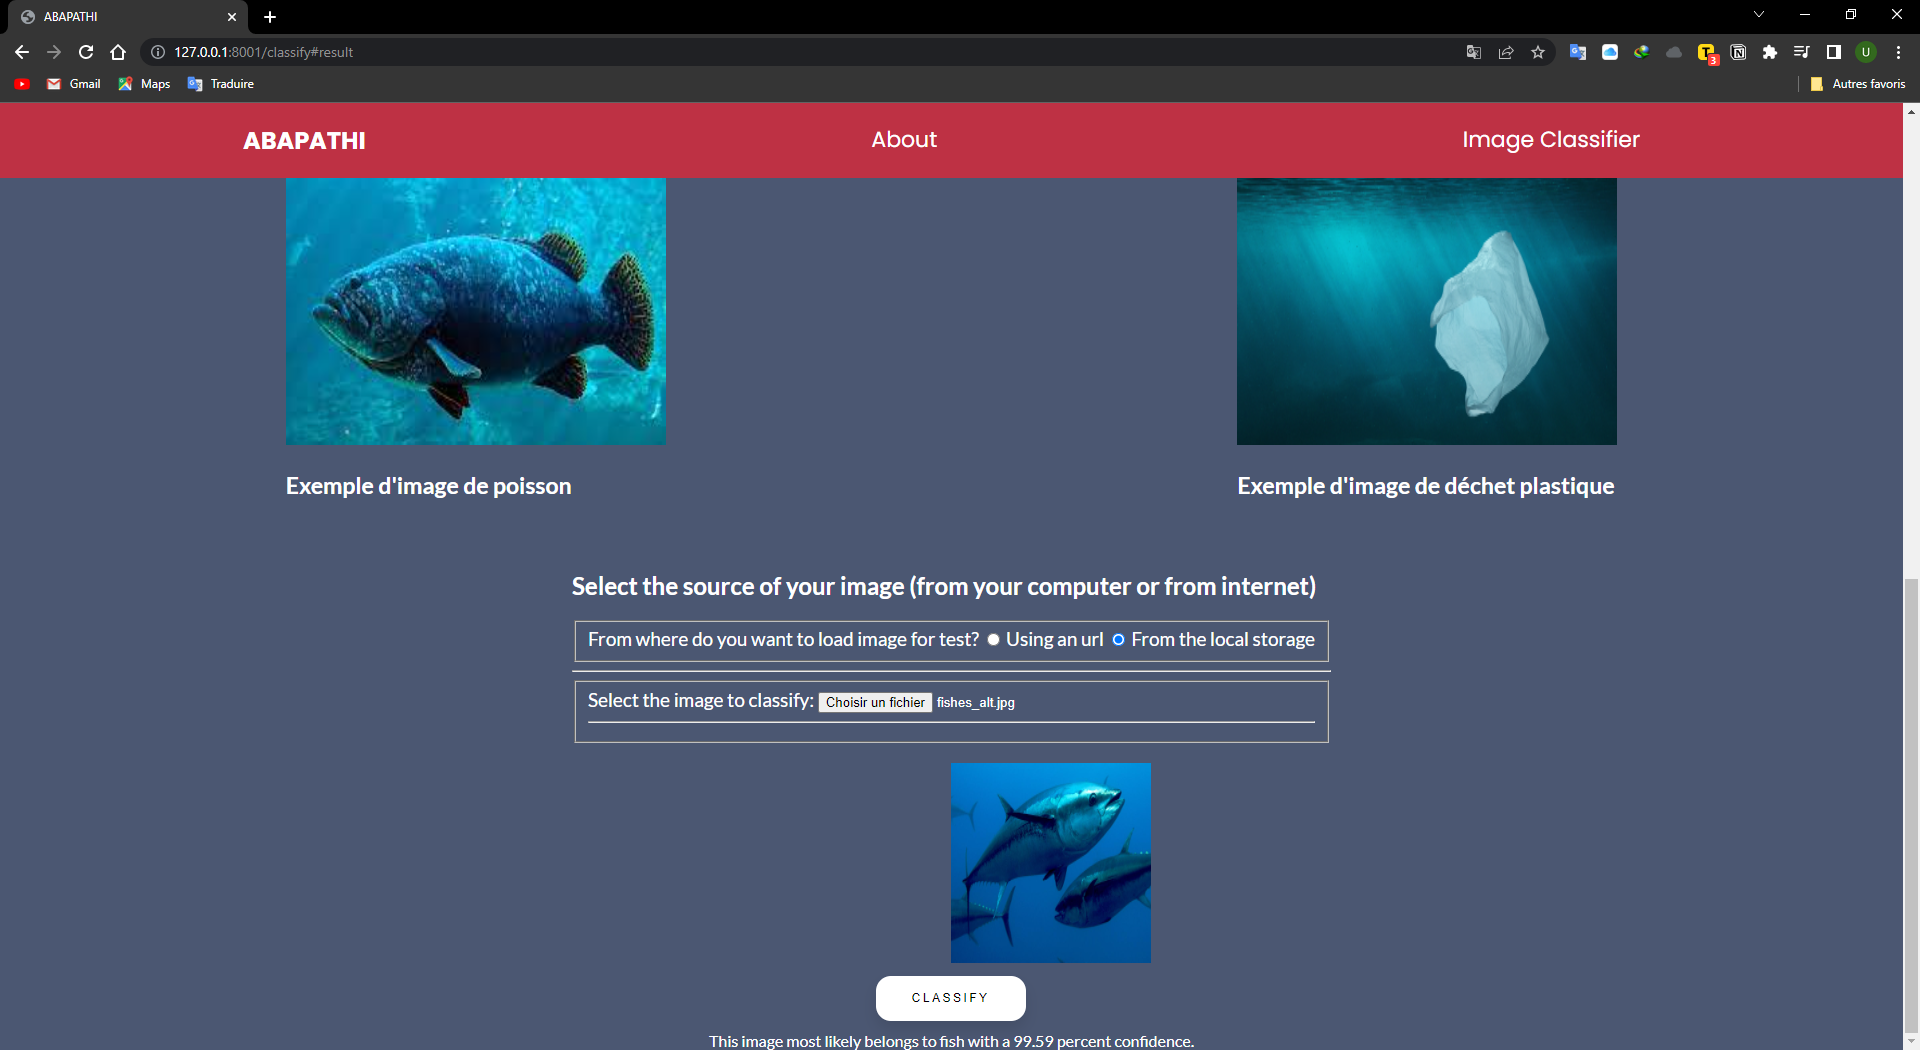 ABAPATHI
127.0.0.1:8001/classify#result
T 3
U
Gmail Maps Traduire Autres favoris
ABAPATHI About Image Classifier
Exemple d'image de poisson Exemple d'image de déchet plastique
Select the source of your image (from your computer or from internet)
From where do you want to load image for test? Using an url From the local storage
Select the image to classify: Choisir un fichier fishes_alt.jpg
CLASSIFY
This image most likely belongs to fish with a 99.59 percent confidence.